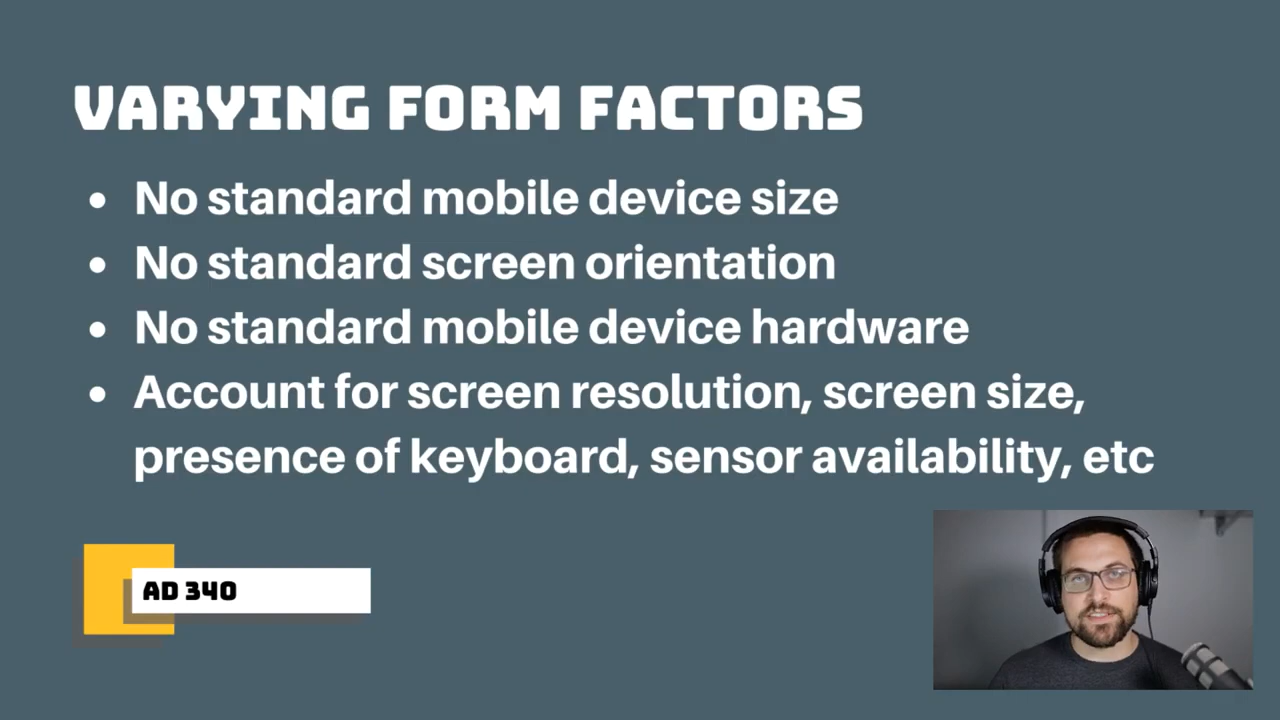 VARYING FORM FACTORS
• No standard mobile device size
• No standard screen orientation
• No standard mobile device hardware
• Account for screen resolution, screen size,
presence of keyboard, sensor availability, etc
AD 340